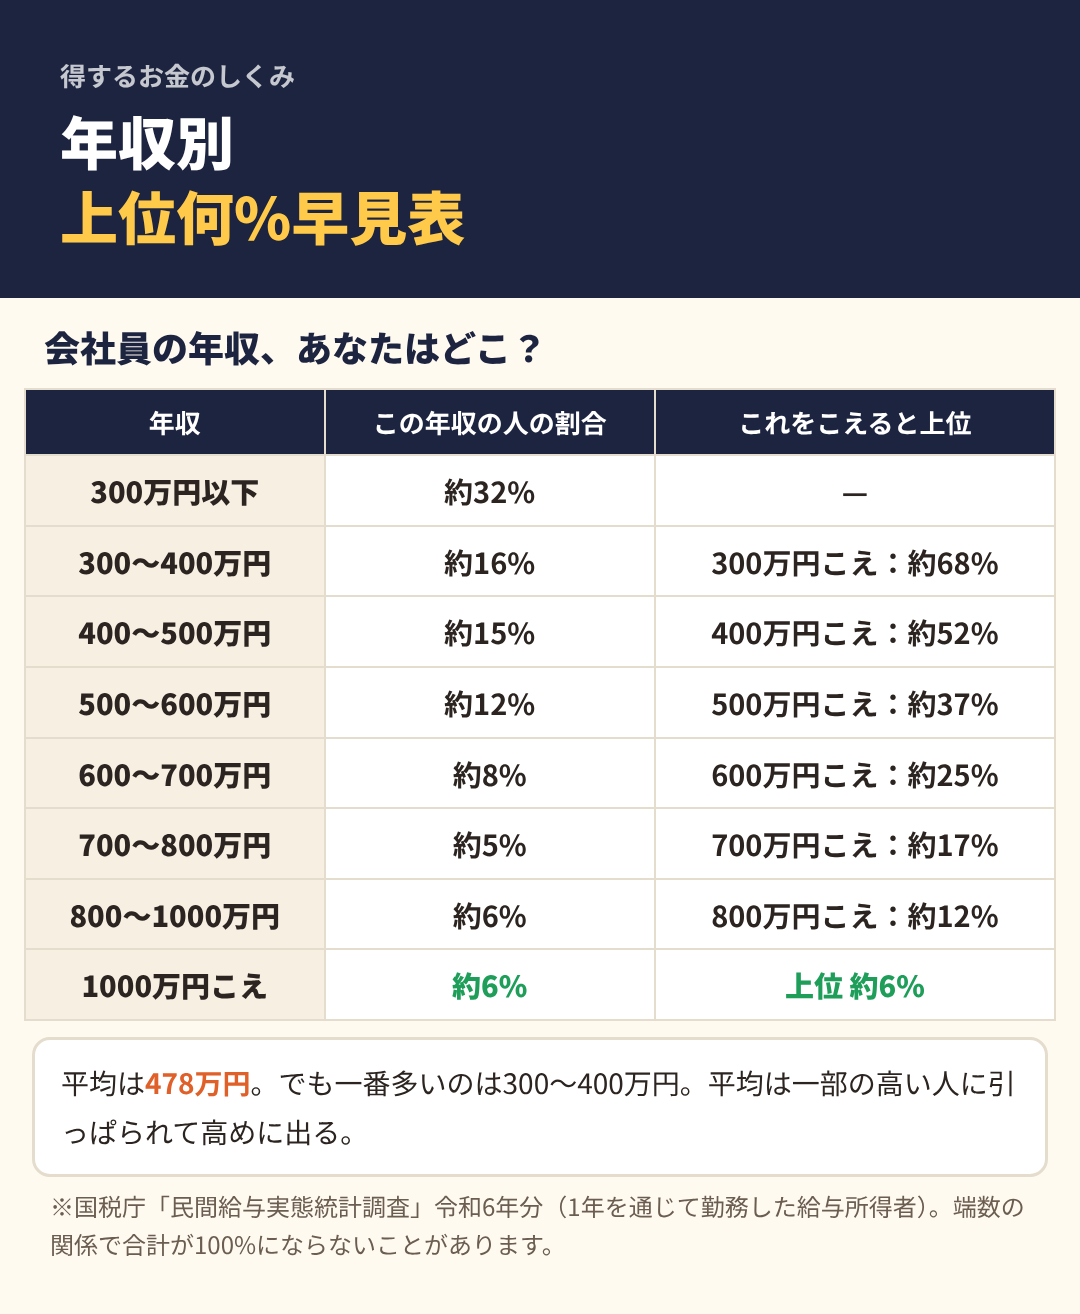 得するお金のしくみ
年収別
上位何%早見表
会社員の年収、あなたはどこ？
年収 この年収の人の割合 これをこえると上位
300万円以下 約32% —
300〜400万円 約16% 300万円こえ：約68%
400〜500万円 約15% 400万円こえ：約52%
500〜600万円 約12% 500万円こえ：約37%
600〜700万円 約8% 600万円こえ：約25%
700〜800万円 約5% 700万円こえ：約17%
800〜1000万円 約6% 800万円こえ：約12%
1000万円こえ 約6% 上位 約6%
平均は478万円。でも一番多いのは300〜400万円。平均は一部の高い人に引
っぱられて高めに出る。
※国税庁「民間給与実態統計調査」令和6年分（1年を通じて勤務した給与所得者）。端数の
関係で合計が100%にならないことがあります。